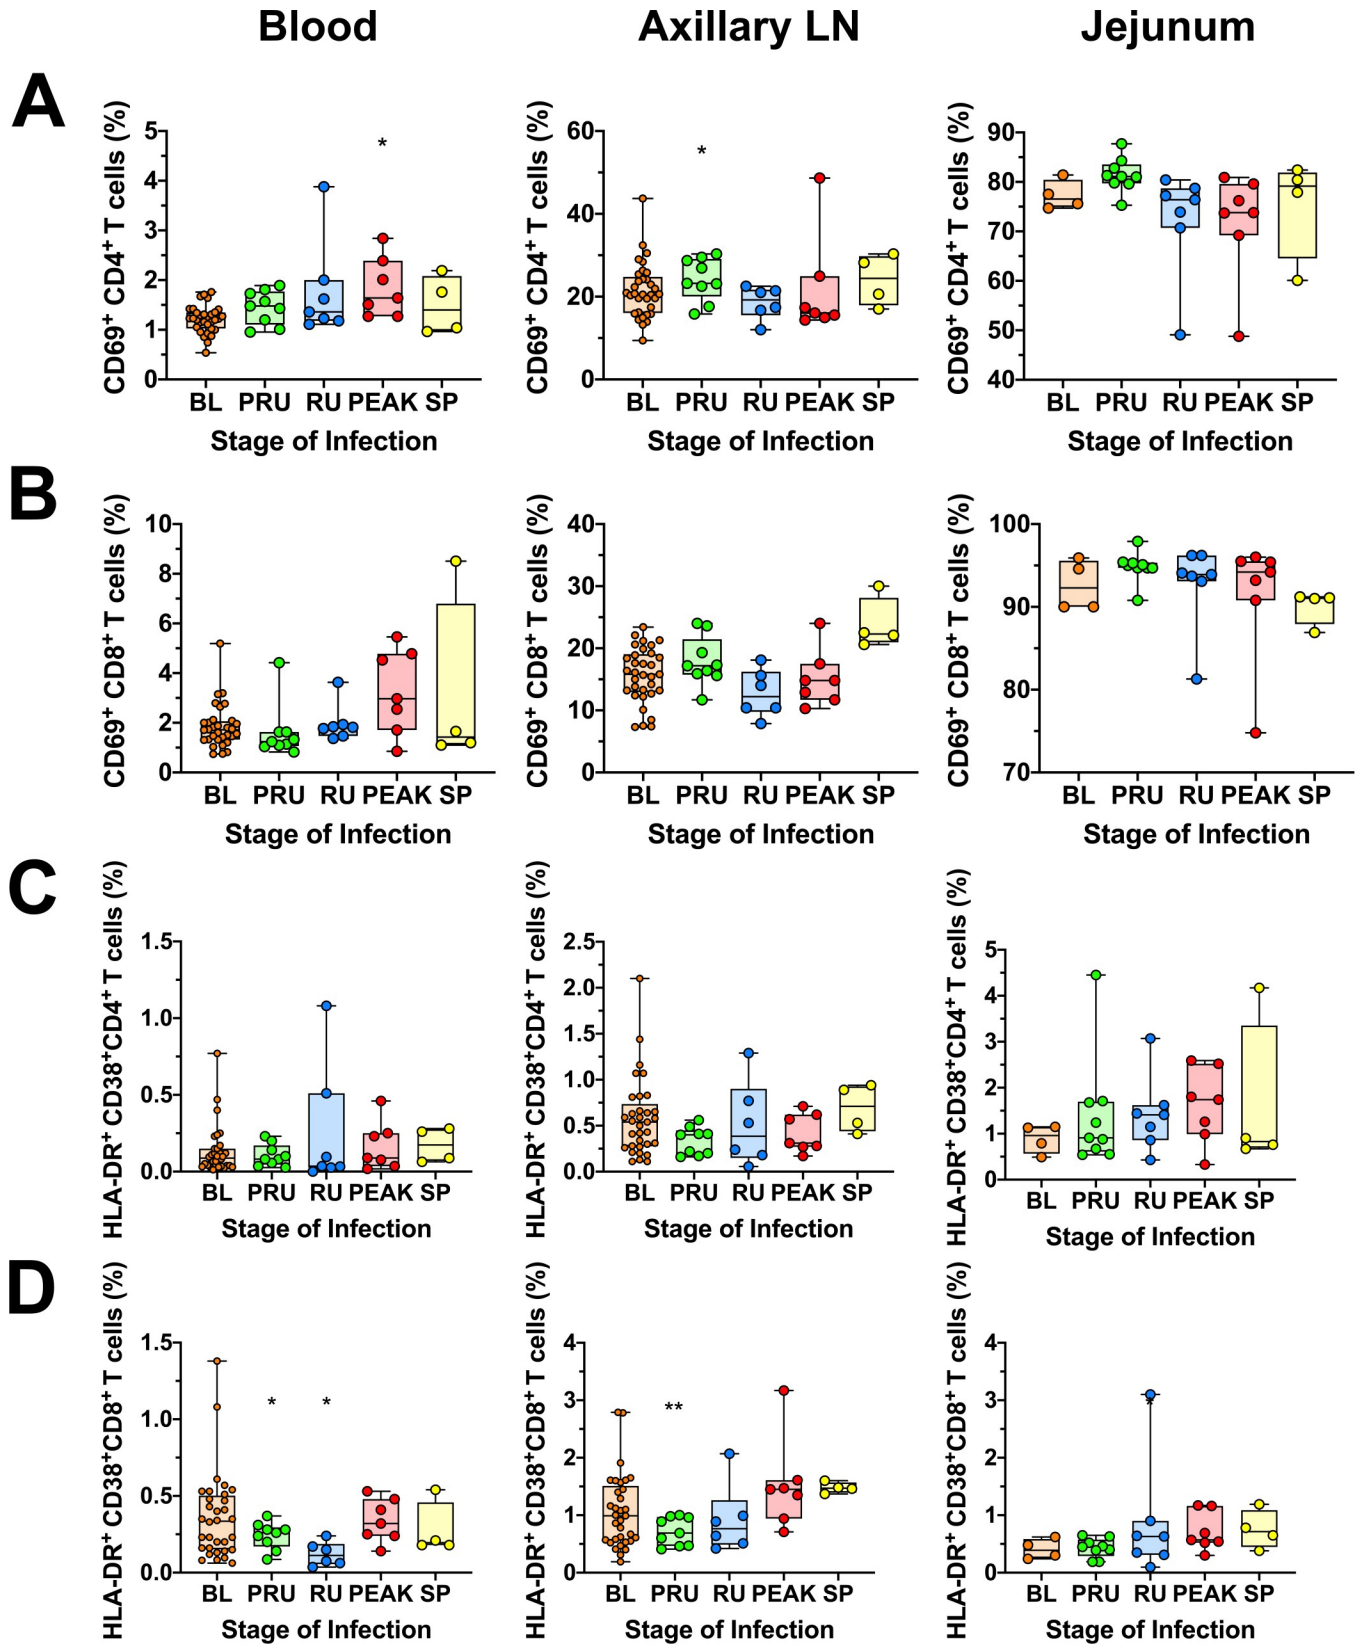 Blood Axillary LN Jejunum
A
CD69+ CD4+ T cells (%)
5
4
3
2
1
0
*
BL PRU RU PEAK SP
Stage of Infection
CD69+ CD4+ T cells (%)
60
40
20
0
*
BL PRU RU PEAK SP
Stage of Infection
CD69+ CD4+ T cells (%)
90
80
70
60
50
40
BL PRU RU PEAK SP
Stage of Infection
B
CD69+ CD8+ T cells (%)
10
8
6
4
2
0
BL PRU RU PEAK SP
Stage of Infection
CD69+ CD8+ T cells (%)
40
30
20
10
0
BL PRU RU PEAK SP
Stage of Infection
CD69+ CD8+ T cells (%)
100
90
80
70
BL PRU RU PEAK SP
Stage of Infection
C
HLA-DR+ CD38+CD4+ T cells (%)
1.5
1.0
0.5
0.0
BL PRU RU PEAK SP
Stage of Infection
HLA-DR+ CD38+CD4+ T cells (%)
2.5
2.0
1.5
1.0
0.5
0.0
BL PRU RU PEAK SP
Stage of Infection
HLA-DR+ CD38+CD4+ T cells (%)
5
4
3
2
1
0
BL PRU RU PEAK SP
Stage of Infection
D
HLA-DR+ CD38+CD8+ T cells (%)
1.5
1.0
0.5
0.0
* *
BL PRU RU PEAK SP
Stage of Infection
HLA-DR+ CD38+CD8+ T cells (%)
4
3
2
1
0
**
BL PRU RU PEAK SP
Stage of Infection
HLA-DR+ CD38+CD8+ T cells (%)
4
3
2
1
0
*
BL PRU RU PEAK SP
Stage of Infection